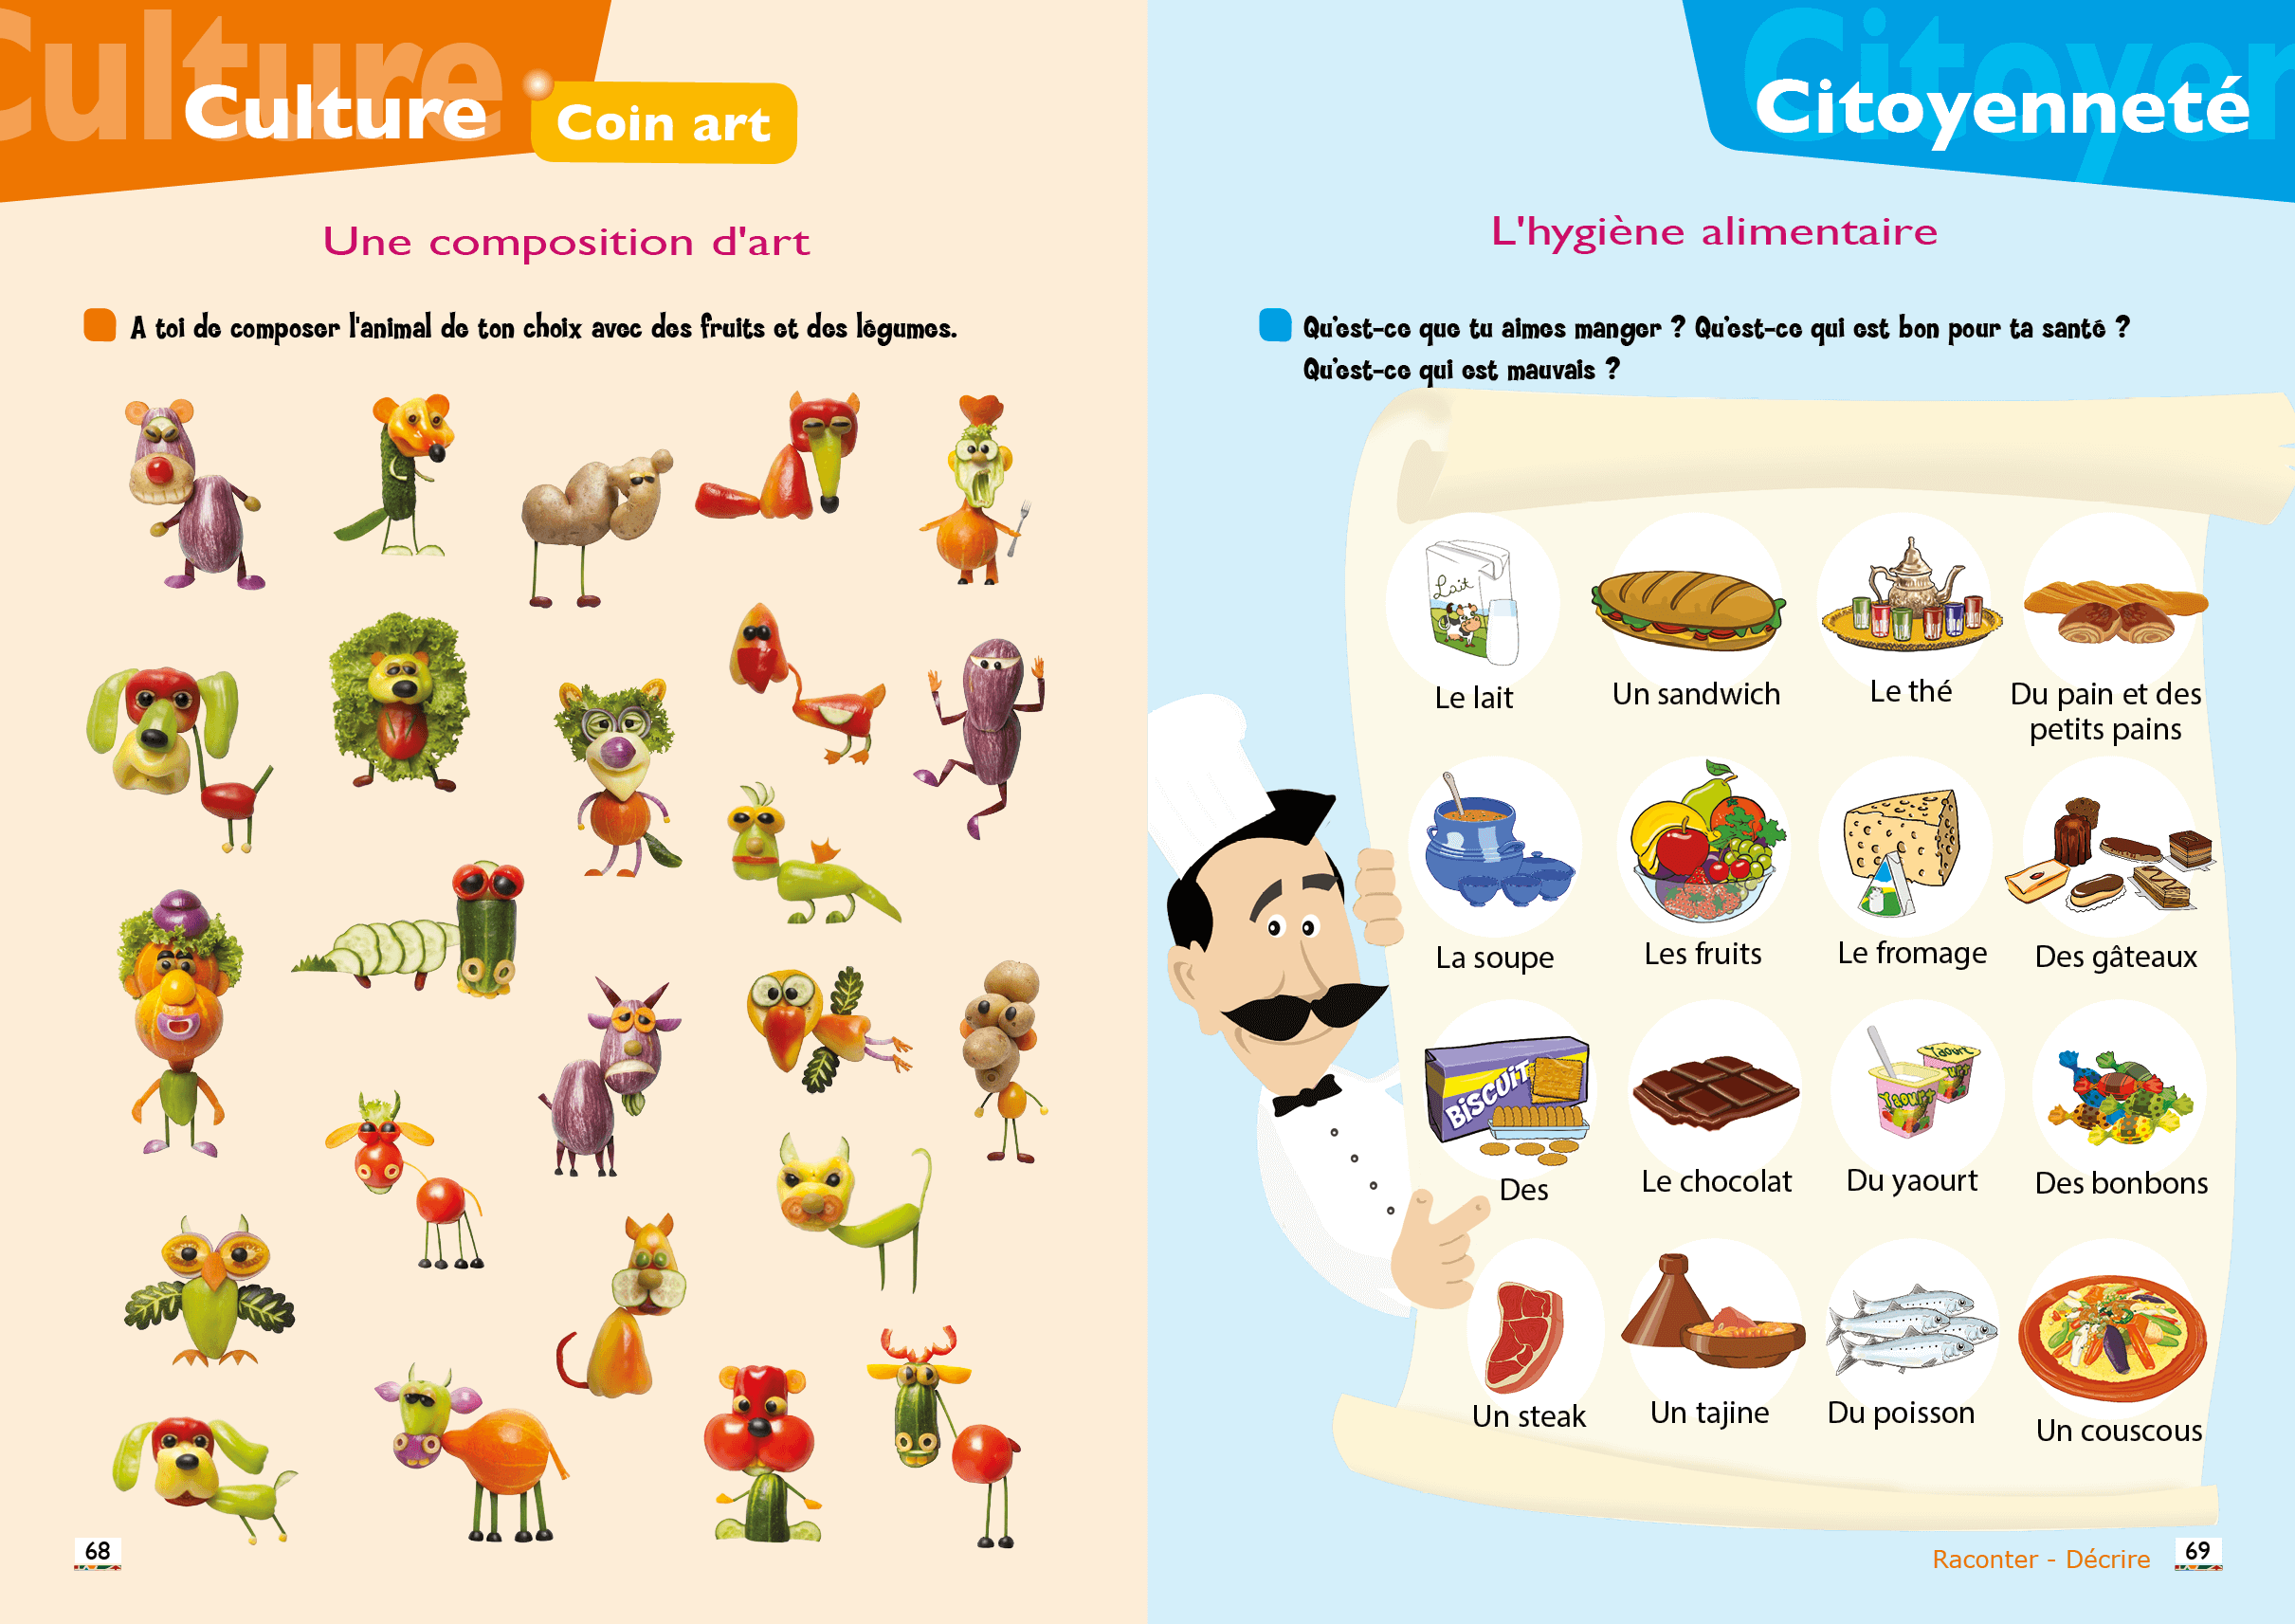 Culture
Culture
Coin art
Une composition d'art
A toi de composer l'animal de ton choix avec des fruits et des légumes.
68
Citoyen
Citoyenneté
L'hygiène alimentaire
Qu'est-ce que tu aimes manger ? Qu'est-ce qui est bon pour ta santé ?
Qu'est-ce qui est mauvais ?
Lait
Le lait
Un sandwich
Le thé
Du pain et des
petits pains
La soupe
Les fruits
Le fromage
Des gâteaux
BiSCUiT
Yaourt
Yaourt
Des
Le chocolat
Du yaourt
Des bonbons
Un steak
Un tajine
Du poisson
Un couscous
Raconter - Décrire
69